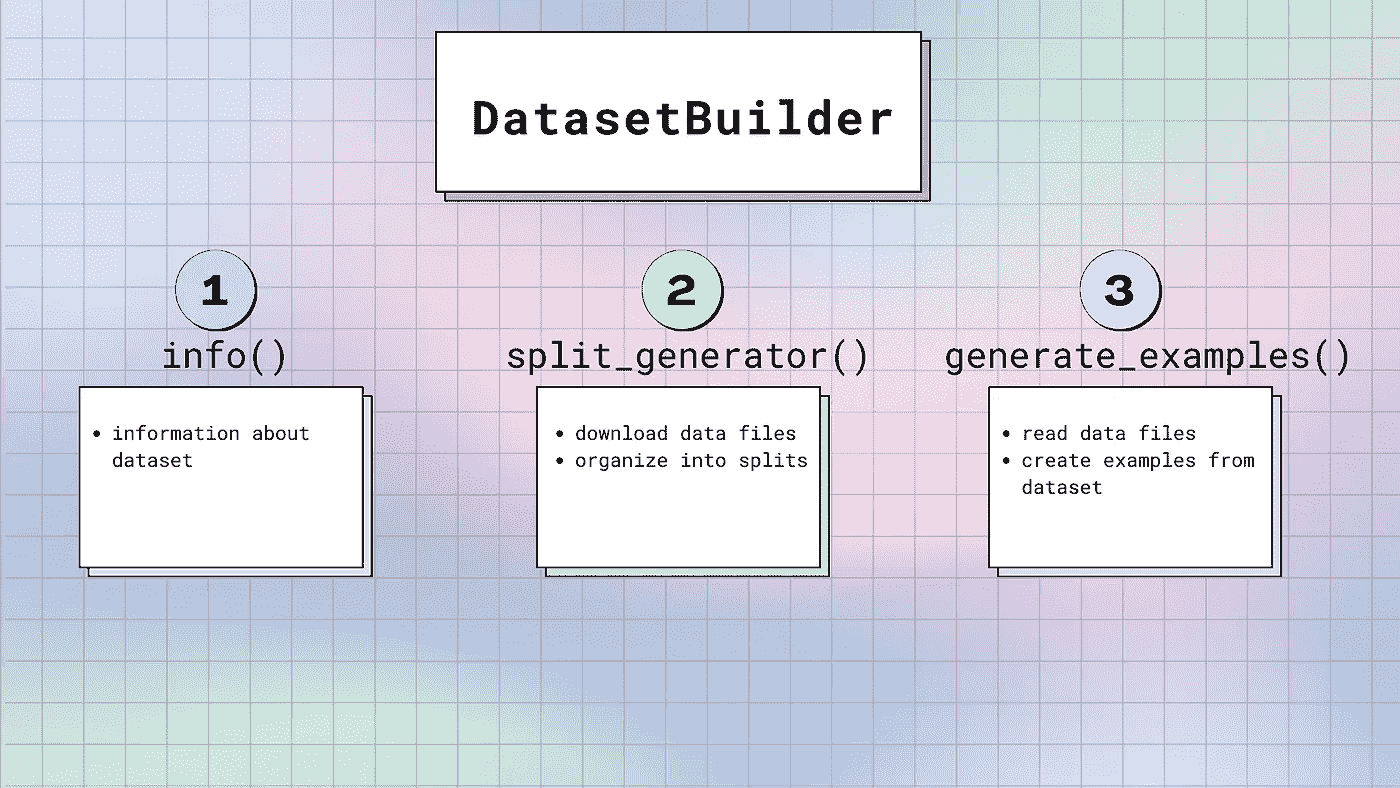 DatasetBuilder
1
info()
• information about
dataset
2
split_generator()
• download data files
• organize into splits
3
generate_examples()
• read data files
• create examples from
dataset